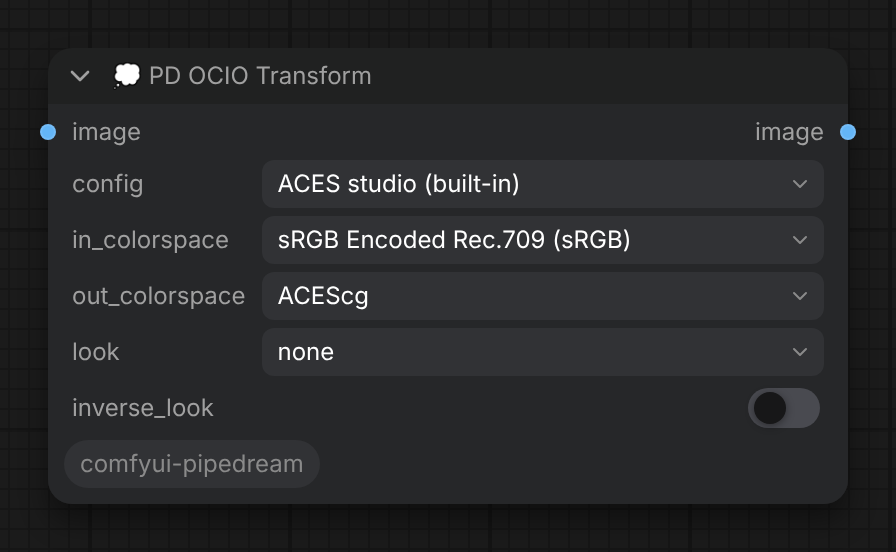 PD OCIO Transform
image image
config ACES studio (built-in)
in_colorspace sRGB Encoded Rec.709 (sRGB)
out_colorspace ACEScg
look none
inverse_look
comfyui-pipedream